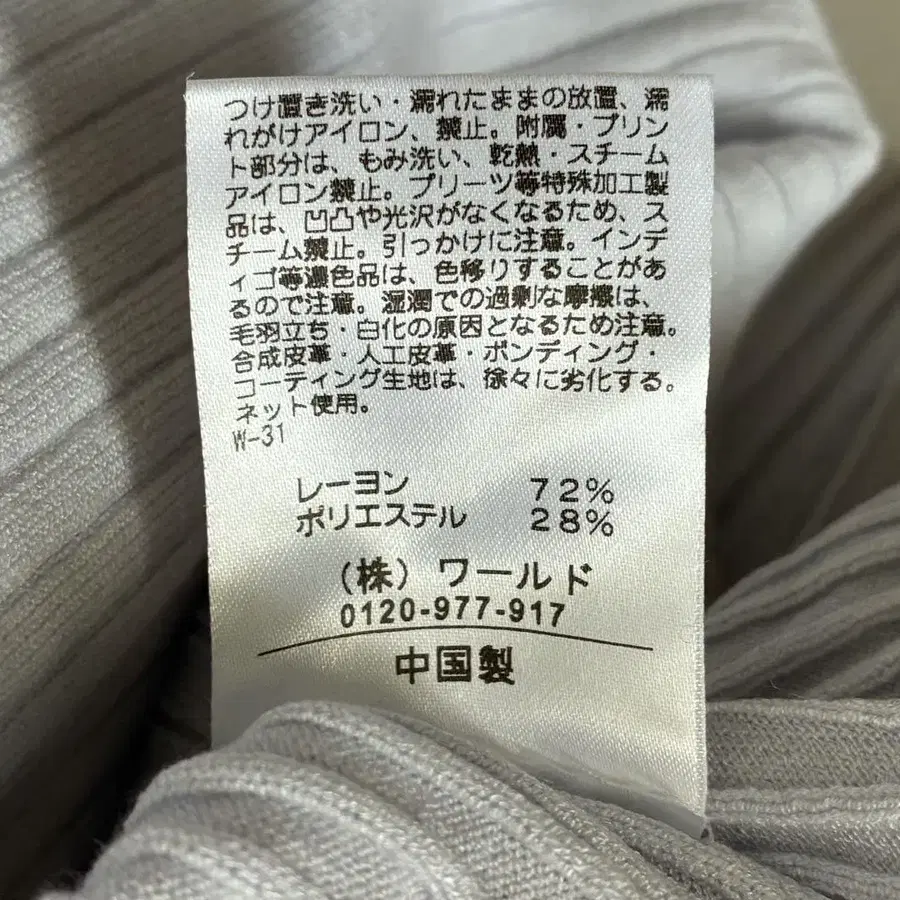 つけ置き洗い・濡れたままの放置、濡
れがけアイロン、禁止。附属・プリン
ト部分は、もみ洗い、乾熱・スチーム
アイロン禁止。プリーツ等特殊加工製
品は、凹凸や光沢がなくなるため、ス
チーム禁止。引っかけに注意。インデ
ィゴ等濃色品は、色移りすることがあ
るので注意。湿潤での過剰な摩擦は、
毛羽立ち・白化の原因となるため注意。
合成皮革・人工皮革・ボンディング・
コーティング生地は、徐々に劣化する。
ネット使用。
W-31
レーヨン 72%
ポリエステル 28%
(株) ワールド
0120-977-917
中国製